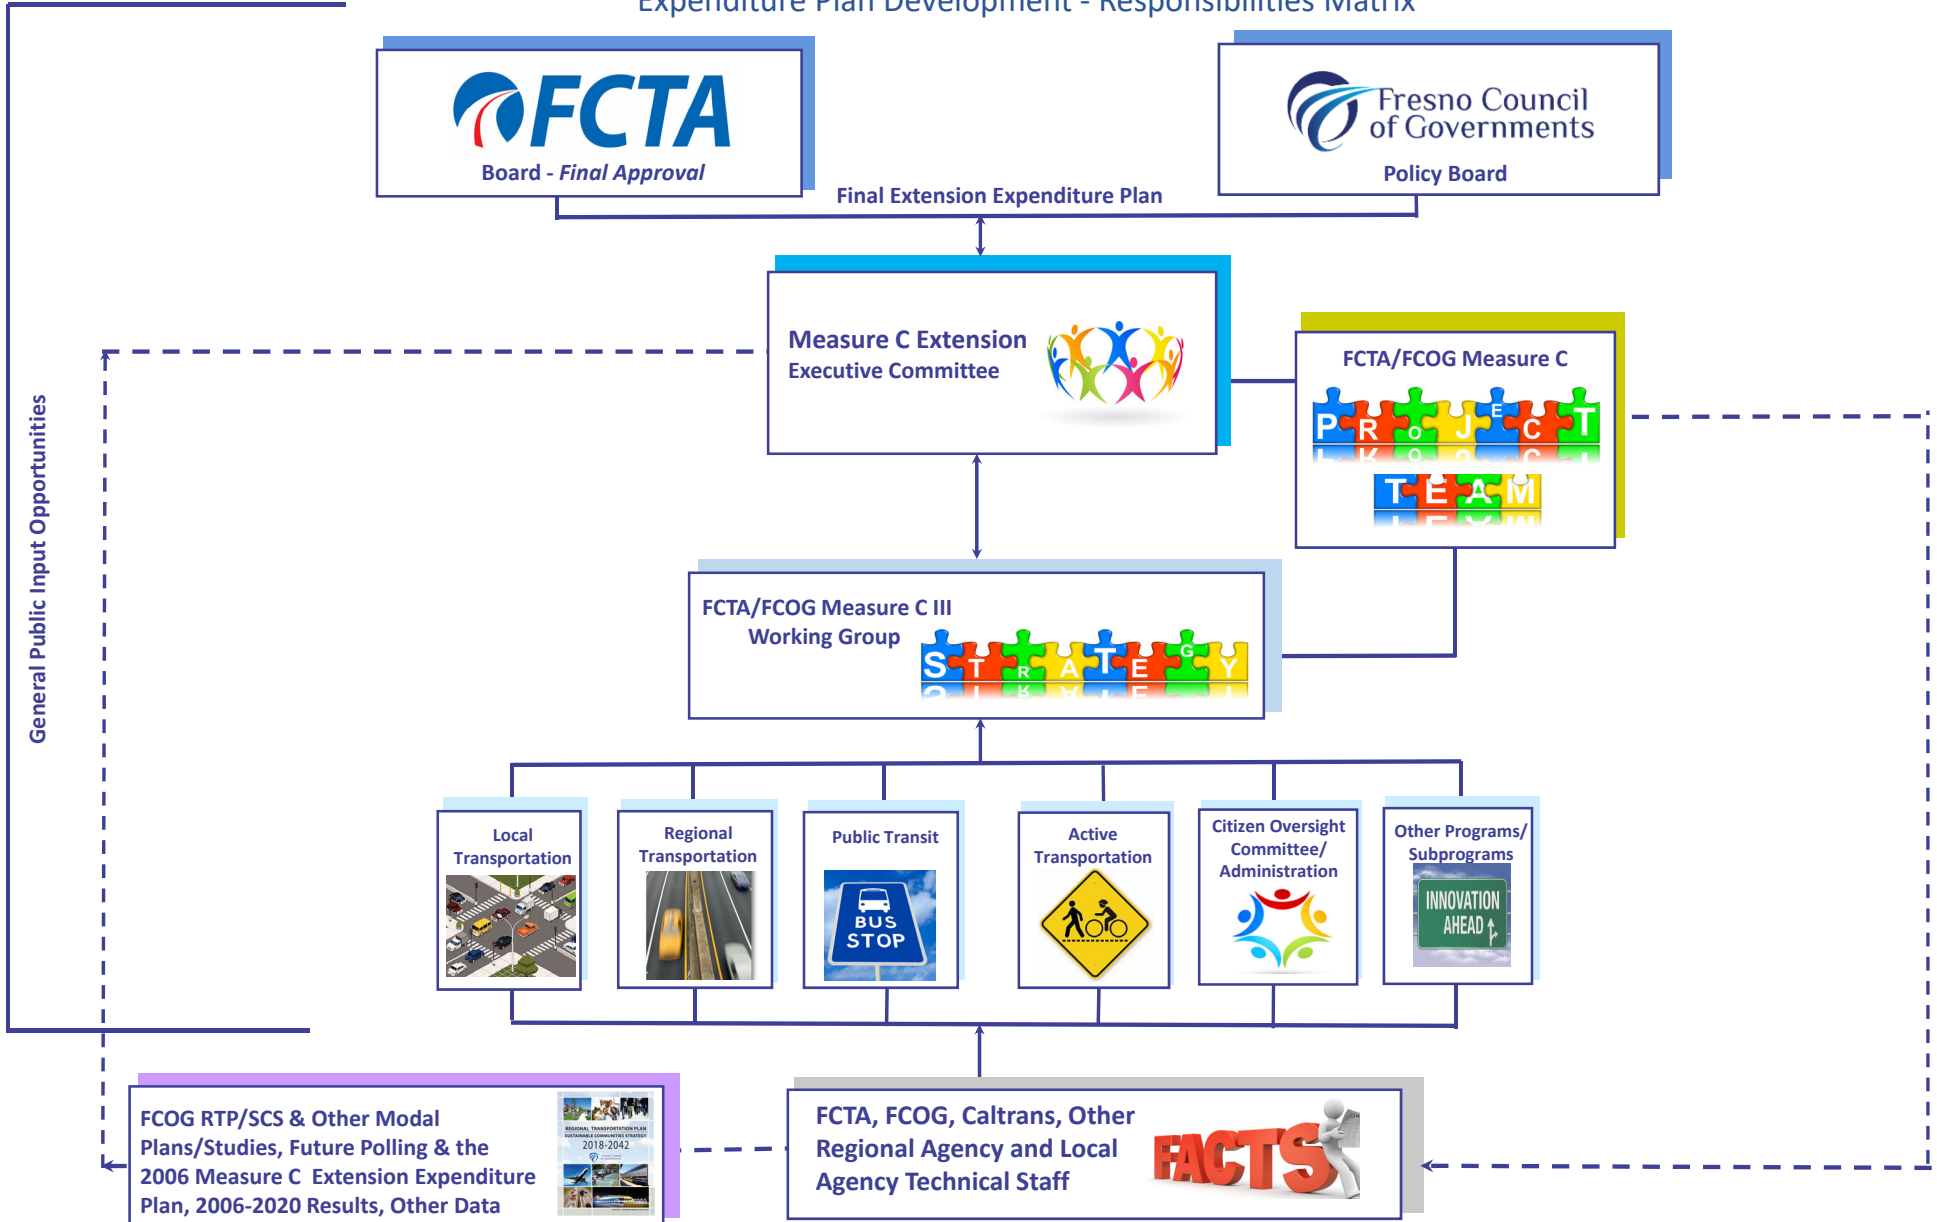 Expenditure Plan Development - Responsibilities Matrix
FCTA
Board - Final Approval
Fresno Council
of Governments
Policy Board
Final Extension Expenditure Plan
Measure C Extension
Executive Committee
FCTA/FCOG Measure C
PROJECT
TEAM
General Public Input Opportunities
FCTA/FCOG Measure C III
Working Group
STRATEGY
Local
Transportation
Regional
Transportation
Public Transit
BUS
STOP
Active
Transportation
Citizen Oversight
Committee/
Administration
Other Programs/
Subprograms
INNOVATION
AHEAD
FCOG RTP/SCS & Other Modal
Plans/Studies, Future Polling & the
2006 Measure C  Extension Expenditure
Plan, 2006-2020 Results, Other Data
REGIONAL TRANSPORTATION PLAN
SUSTAINABLE COMMUNITIES STRATEGY
2018-2042
FCTA, FCOG, Caltrans, Other
Regional Agency and Local
Agency Technical Staff
FACTS